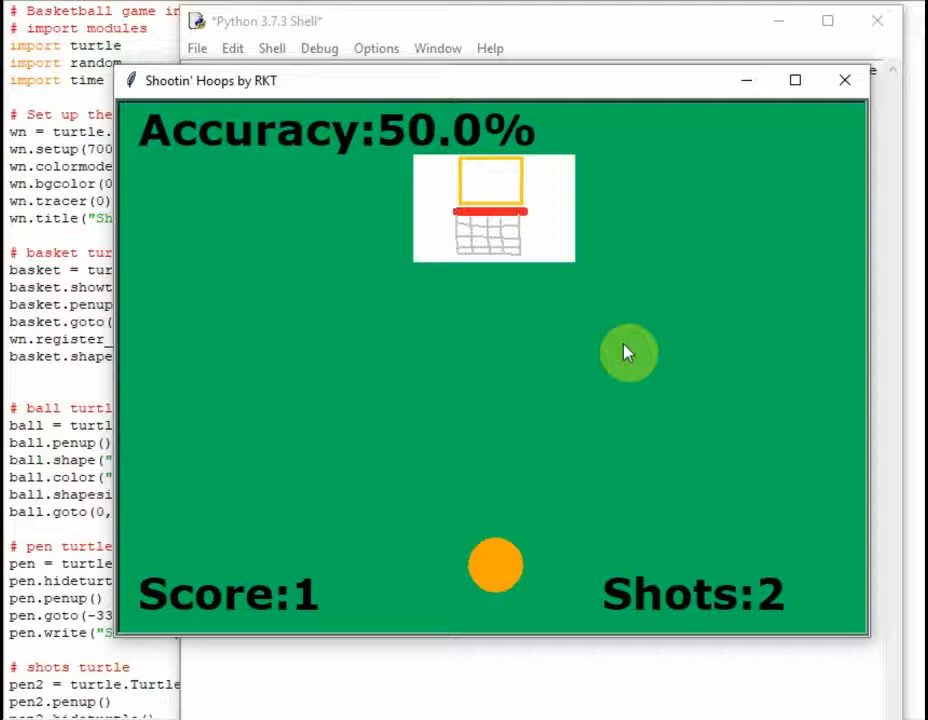 # Basketball game in
# import modules
import turtle
import random
import time
# Set up the
wn = turtle.
wn.setup(700
wn.colormode
wn.bgcolor(0
wn.tracer(0)
wn.title("Sh
# basket tur
basket = tur
basket.showt
basket.penup
basket.goto(
wn.register_
basket.shape
# ball turtl
ball = turtl
ball.penup()
ball.shape("
ball.color("
ball.shapesi
ball.goto(0,
# pen turtle
pen = turtle
pen.hideturt
pen.penup()
pen.goto(-33
pen.write("S
# shots turtle
pen2 = turtle.Turtle
pen2.penup()
pen2.hideturtle()
*Python 3.7.3 Shell*
File Edit Shell Debug Options Window Help
Shootin' Hoops by RKT
Accuracy:50.0%
Score:1 Shots:2